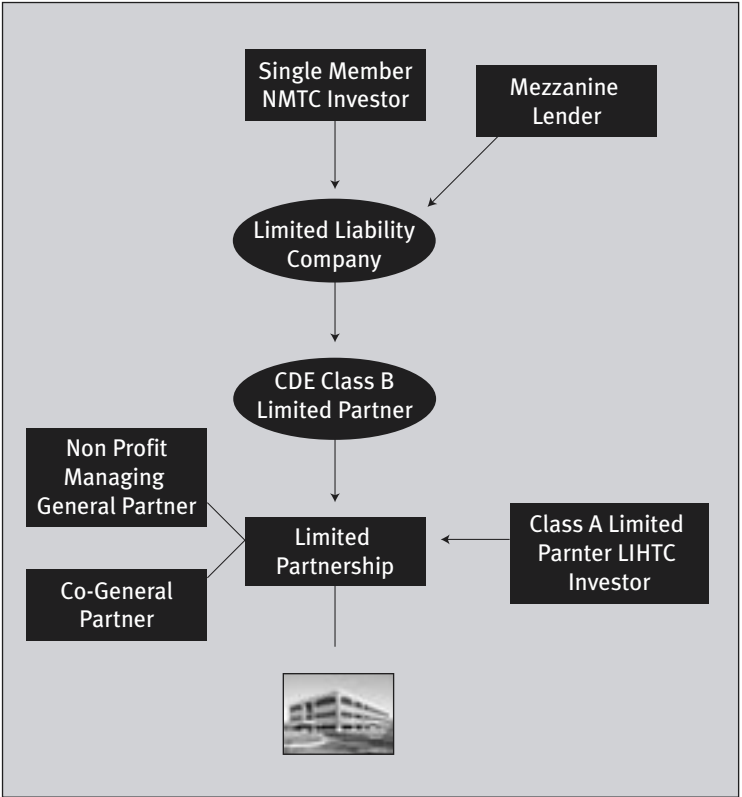 Single Member
NMTC Investor
Mezzanine
Lender
Limited Liability
Company
CDE Class B
Limited Partner
Non Profit
Managing
General Partner
Limited
Partnership
Class A Limited
Parnter LIHTC
Investor
Co-General
Partner